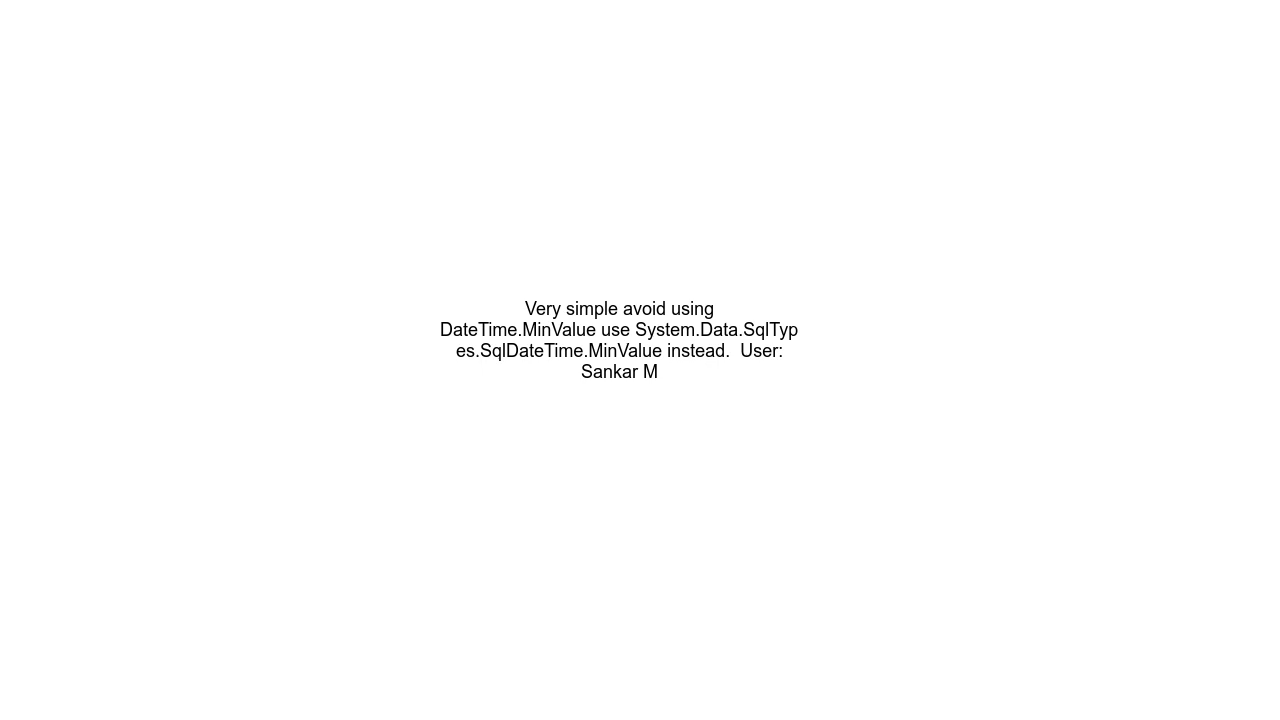 Very simple avoid using
DateTime.MinValue use System.Data.SqlTyp
es.SqlDateTime.MinValue instead.  User:
Sankar M